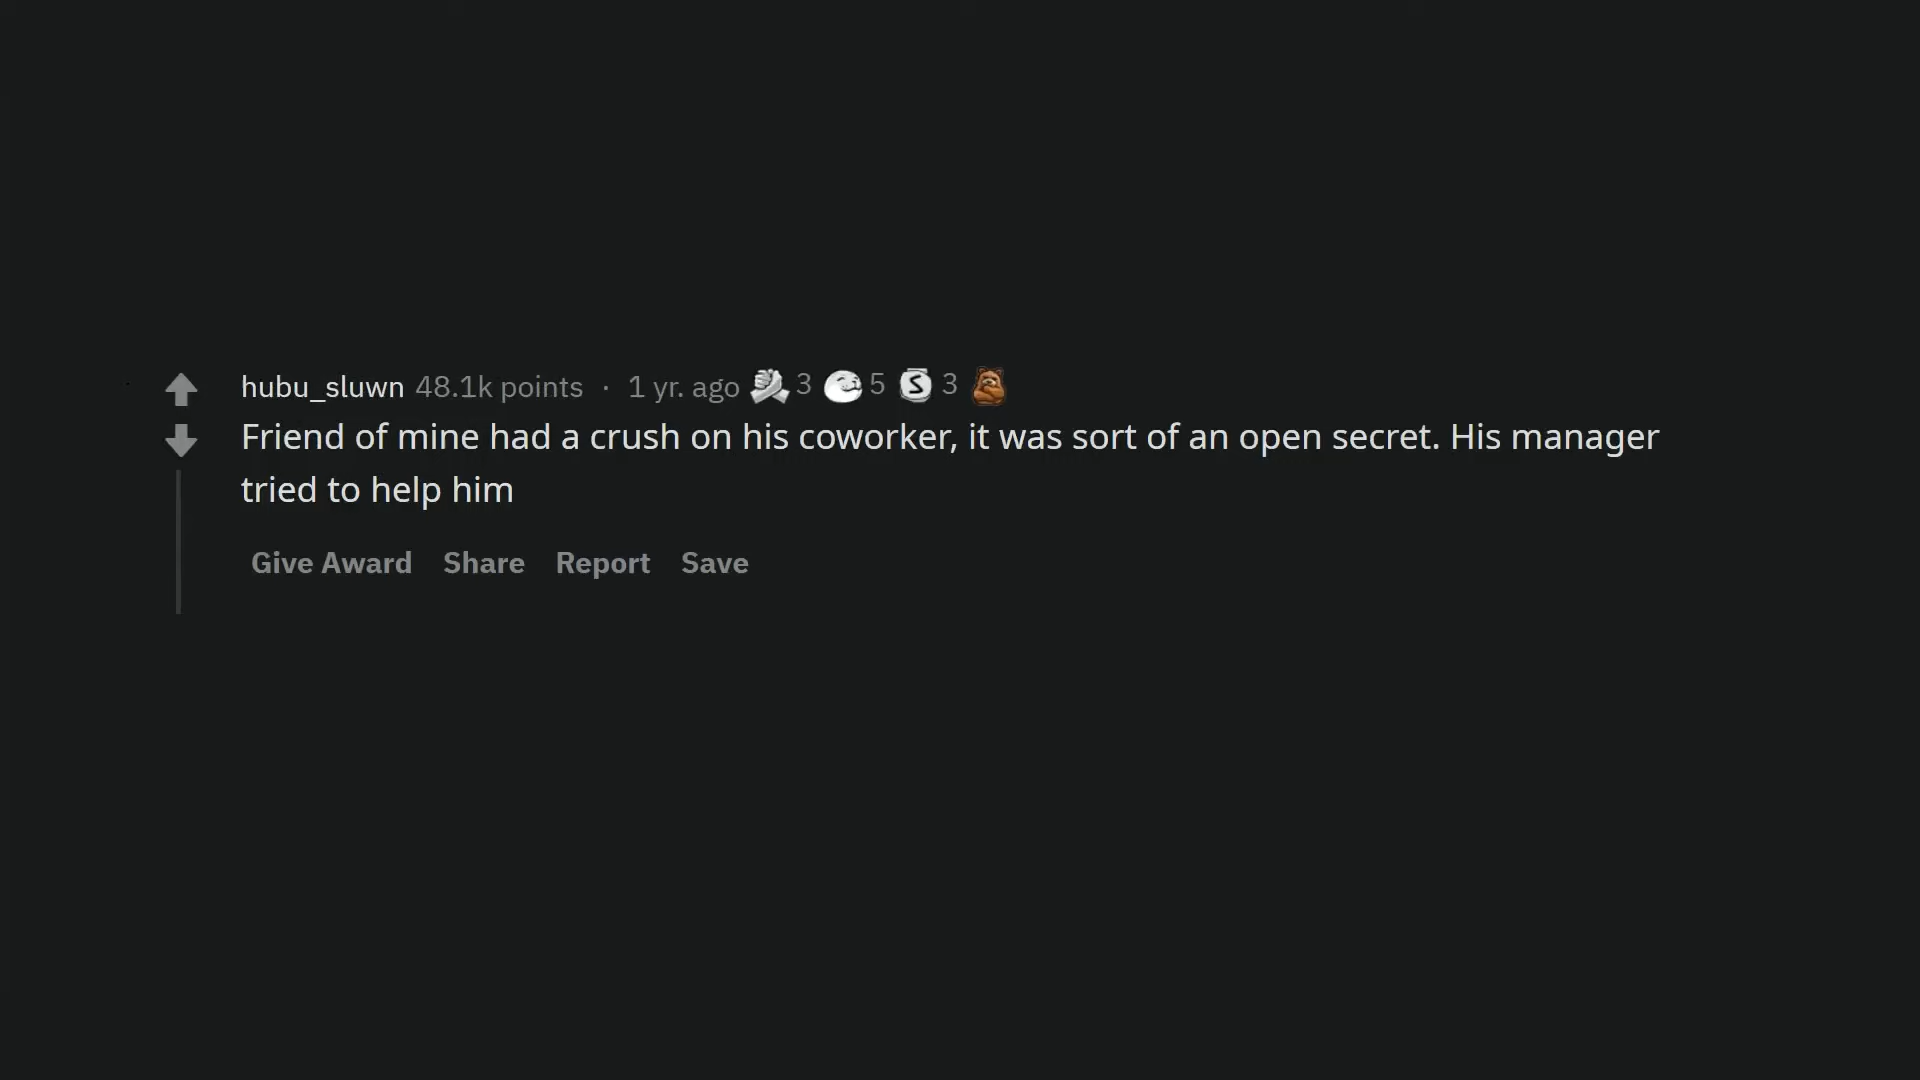 hubu_sluwn 48.1k points · 1 yr. ago 3 5 S 3
Friend of mine had a crush on his coworker, it was sort of an open secret. His manager
tried to help him
Give Award Share Report Save